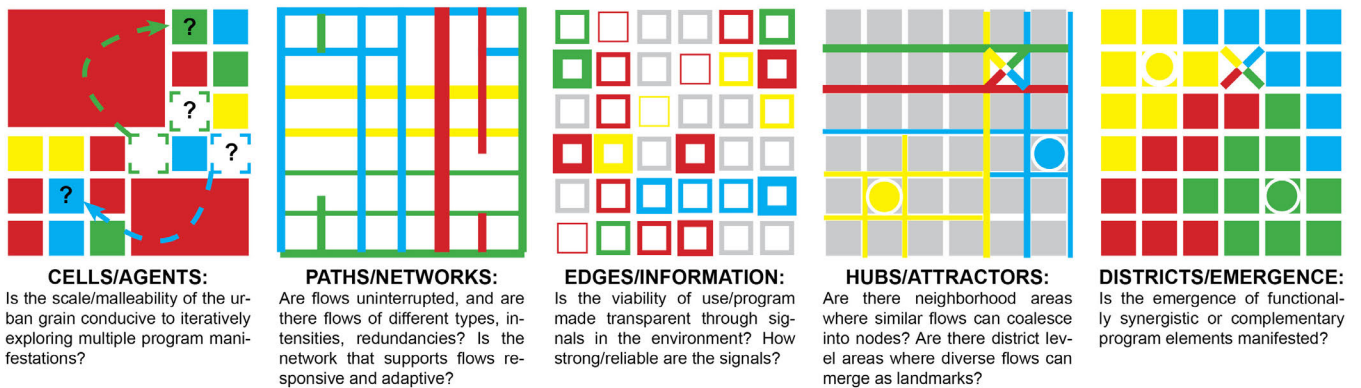 ?
?
?
?
CELLS/AGENTS:
Is the scale/malleability of the ur-
ban grain conducive to iteratively
exploring multiple program mani-
festations?
PATHS/NETWORKS:
Are flows uninterrupted, and are
there flows of different types, in-
tensities, redundancies? Is the
network that supports flows re-
sponsive and adaptive?
EDGES/INFORMATION:
Is the viability of use/program
made transparent through sig-
nals in the environment? How
strong/reliable are the signals?
HUBS/ATTRACTORS:
Are there neighborhood areas
where similar flows can coalesce
into nodes? Are there district lev-
el areas where diverse flows can
merge as landmarks?
DISTRICTS/EMERGENCE:
Is the emergence of functional-
ly synergistic or complementary
program elements manifested?